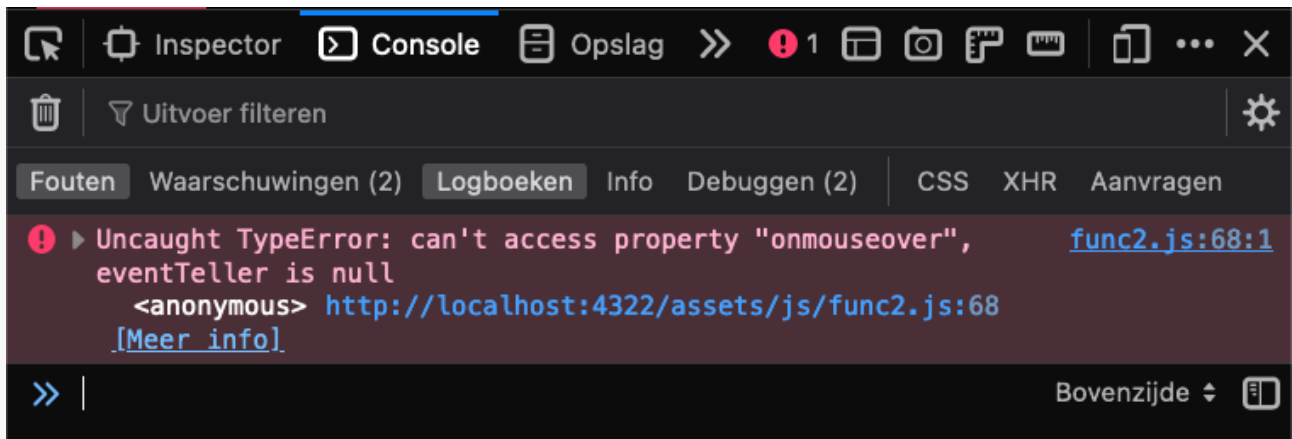 Inspector Console Opslag 1
Uitvoer filteren
Fouten Waarschuwingen (2) Logboeken Info Debuggen (2) CSS XHR Aanvragen
Uncaught TypeError: can't access property "onmouseover", func2.js:68:1
eventTeller is null
<anonymous> http://localhost:4322/assets/js/func2.js:68
[Meer info]
Bovenzijde